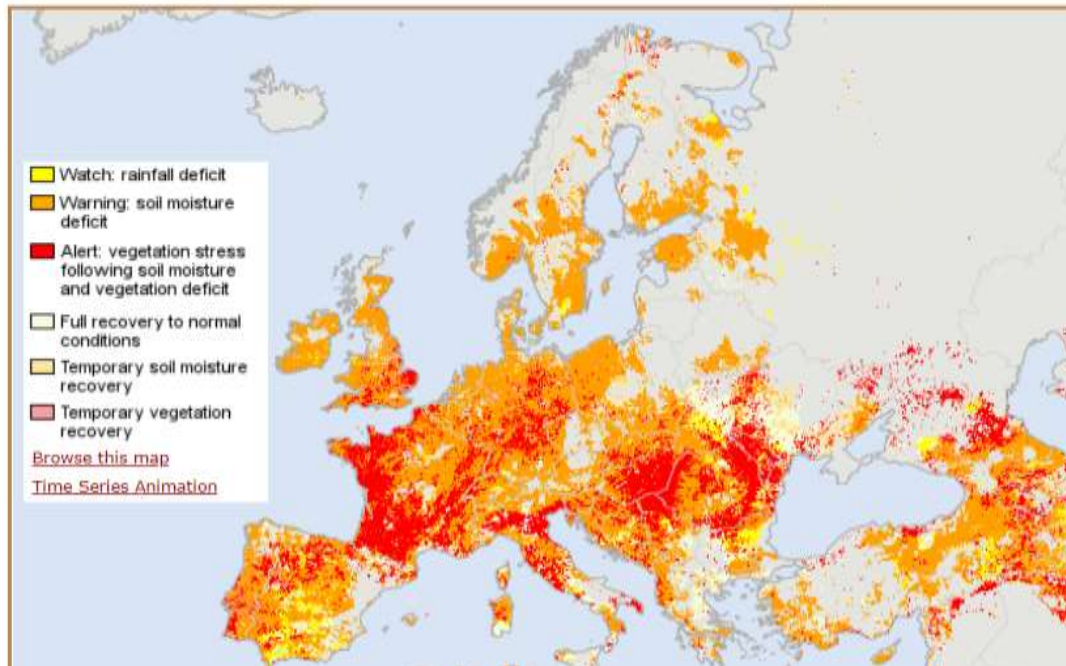 Watch: rainfall deficit
Warning: soil moisture
deficit
Alert: vegetation stress
following soil moisture
and vegetation deficit
Full recovery to normal
conditions
Temporary soil moisture
recovery
Temporary vegetation
recovery
Browse this map
Time Series Animation